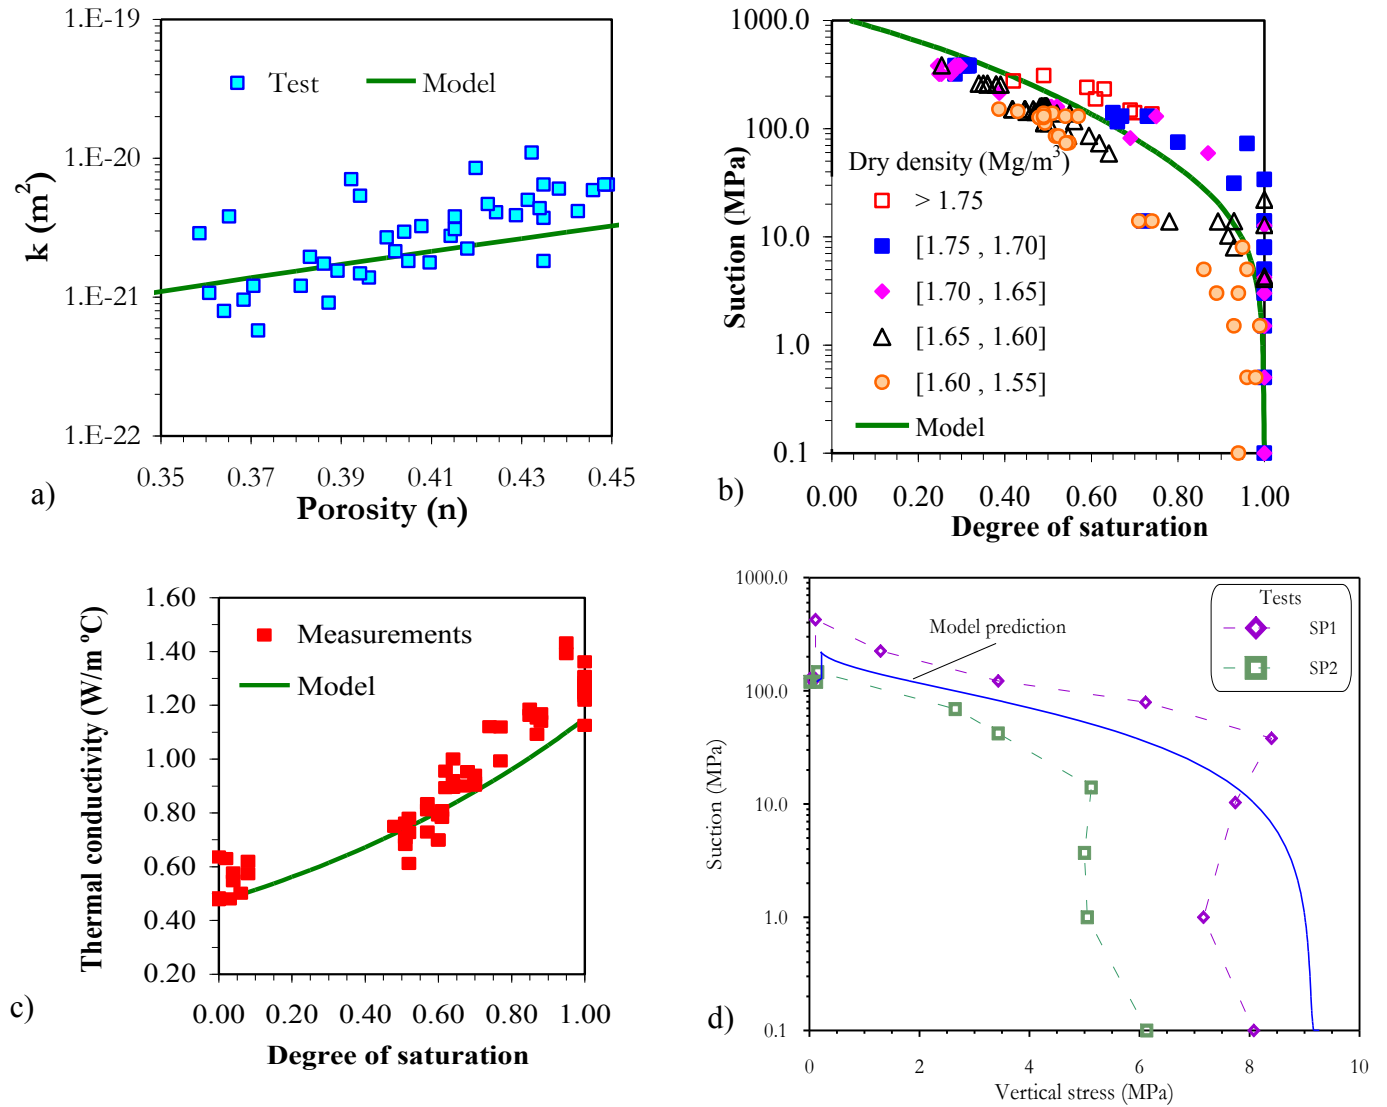 1.E-19
1.E-20
1.E-21
1.E-22
k (m²)
Test
Model
0.35
0.37
0.39
0.41
0.43
0.45
Porosity (n)
a)
1000.0
100.0
10.0
1.0
0.1
Suction (MPa)
Dry density (Mg/m³)
> 1.75
[1.75 , 1.70]
[1.70 , 1.65]
[1.65 , 1.60]
[1.60 , 1.55]
Model
0.00
0.20
0.40
0.60
0.80
1.00
Degree of saturation
b)
1.60
1.40
1.20
1.00
0.80
0.60
0.40
0.20
Thermal conductivity (W/m ºC)
Measurements
Model
0.00
0.20
0.40
0.60
0.80
1.00
Degree of saturation
c)
1000.0
100.0
10.0
1.0
0.1
Suction (MPa)
Model prediction
Tests
SP1
SP2
0
2
4
6
8
10
Vertical stress (MPa)
d)